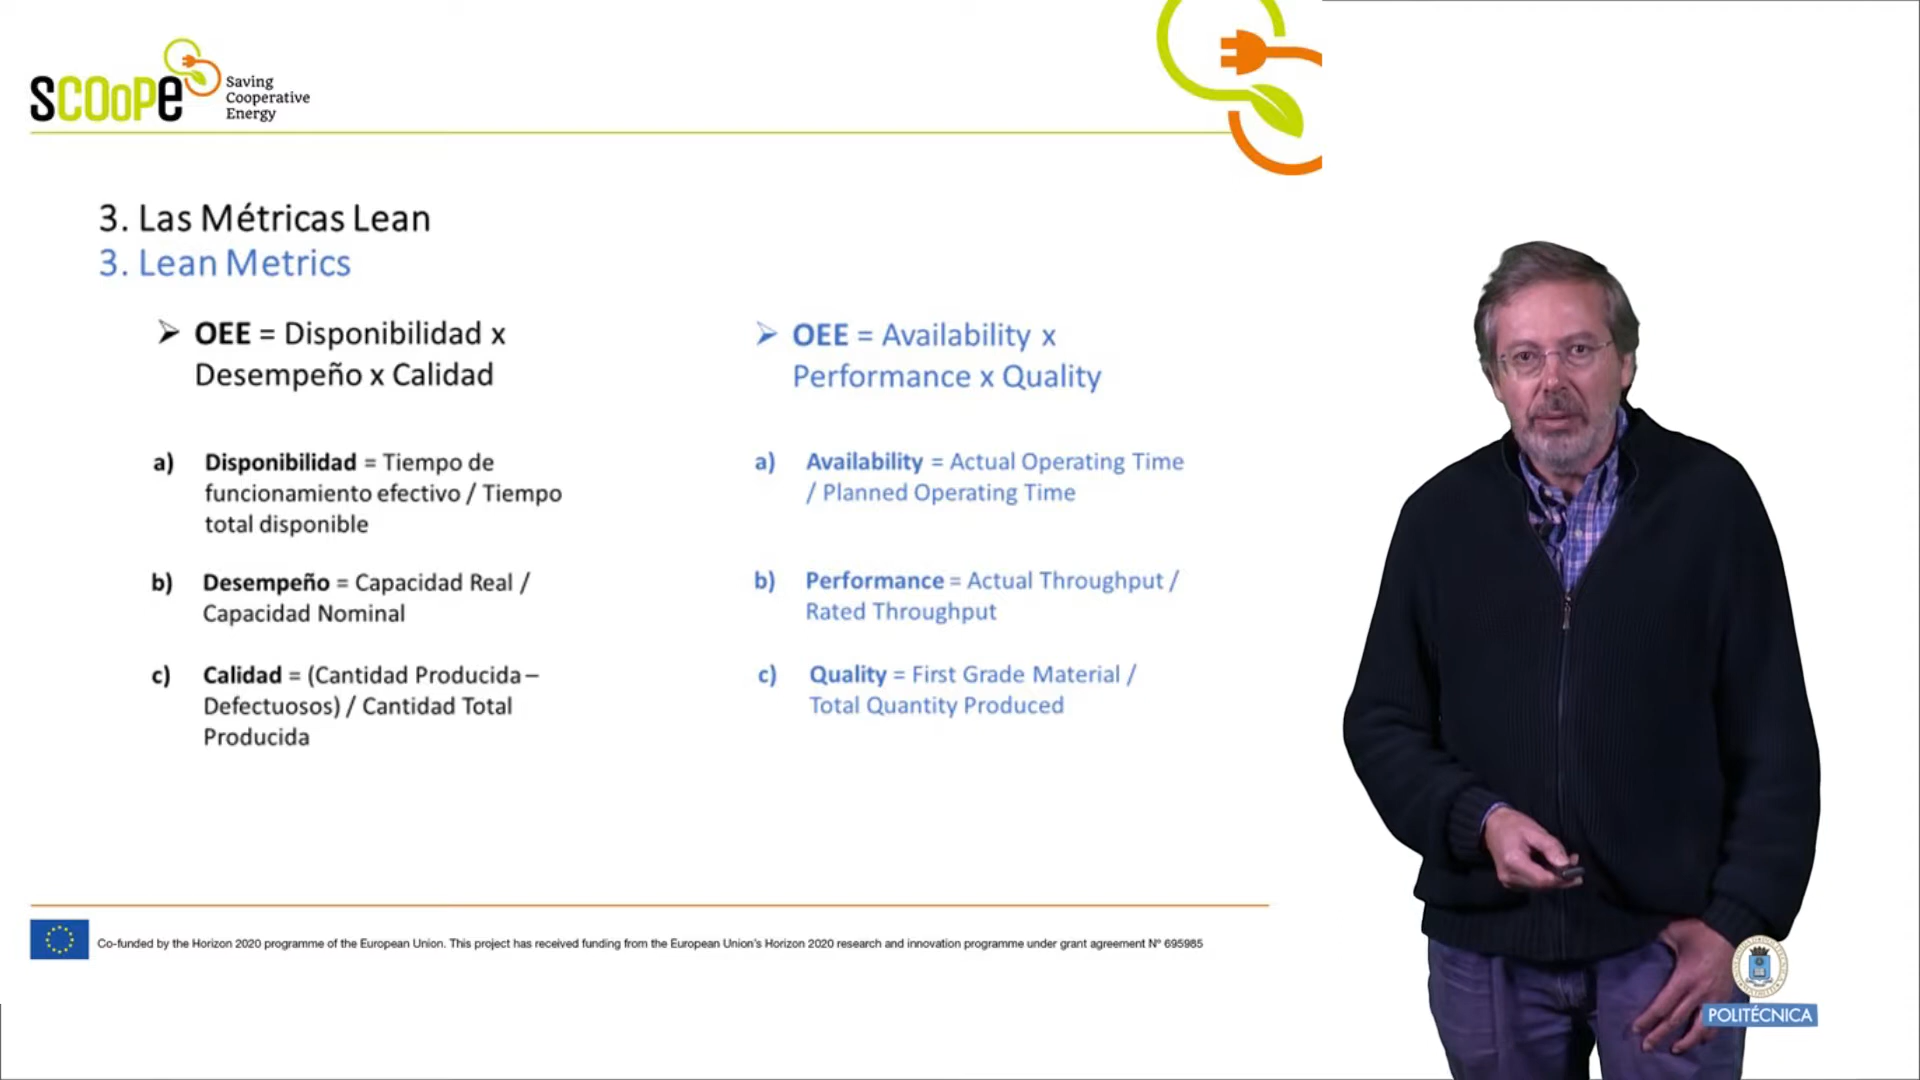 SCOoPE
Saving
Cooperative
Energy
3. Las Métricas Lean
3. Lean Metrics
➢ OEE = Disponibilidad x
Desempeño x Calidad
a) Disponibilidad = Tiempo de
funcionamiento efectivo / Tiempo
total disponible
b) Desempeño = Capacidad Real /
Capacidad Nominal
c) Calidad = (Cantidad Producida –
Defectuosos) / Cantidad Total
Producida
➢ OEE = Availability x
Performance x Quality
a) Availability = Actual Operating Time
/ Planned Operating Time
b) Performance = Actual Throughput /
Rated Throughput
c) Quality = First Grade Material /
Total Quantity Produced
Co-funded by the Horizon 2020 programme of the European Union. This project has received funding from the European Union's Horizon 2020 research and innovation programme under grant agreement Nº 695985
POLITÉCNICA